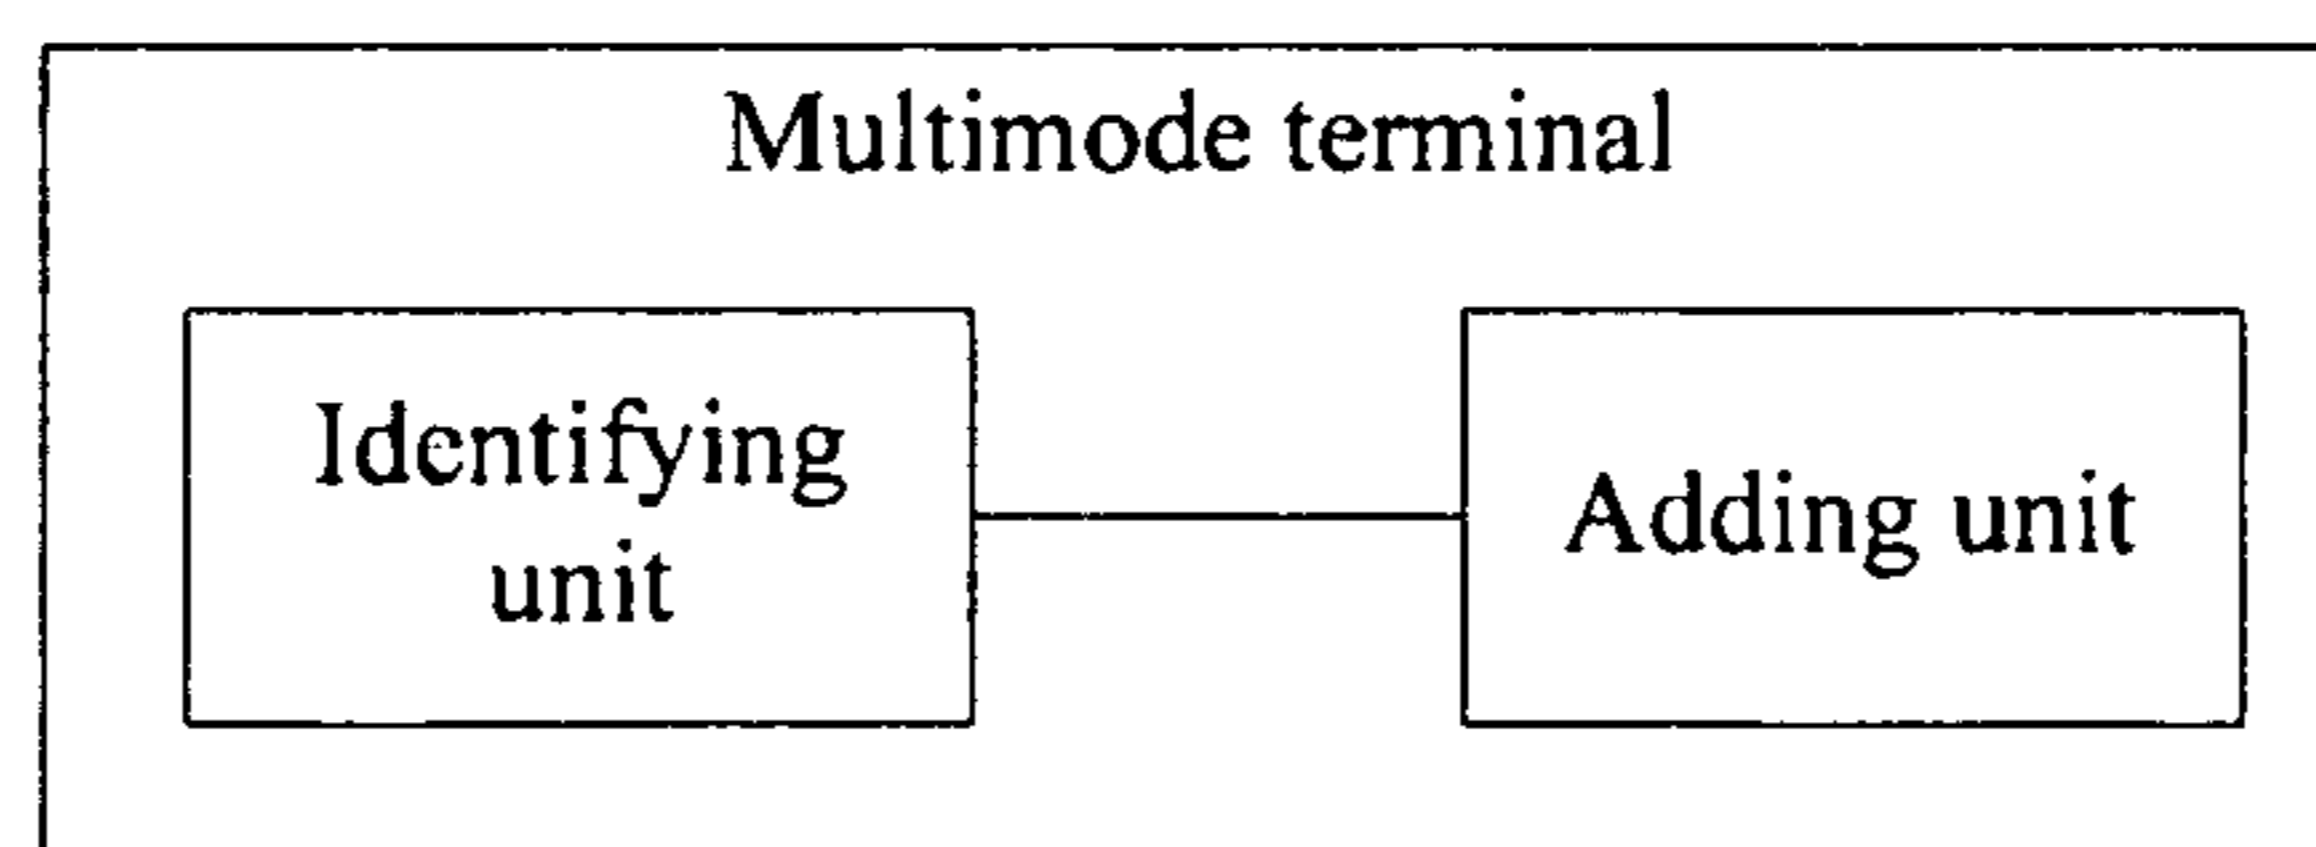 Multimode terminal
Identifying
unit
Adding unit